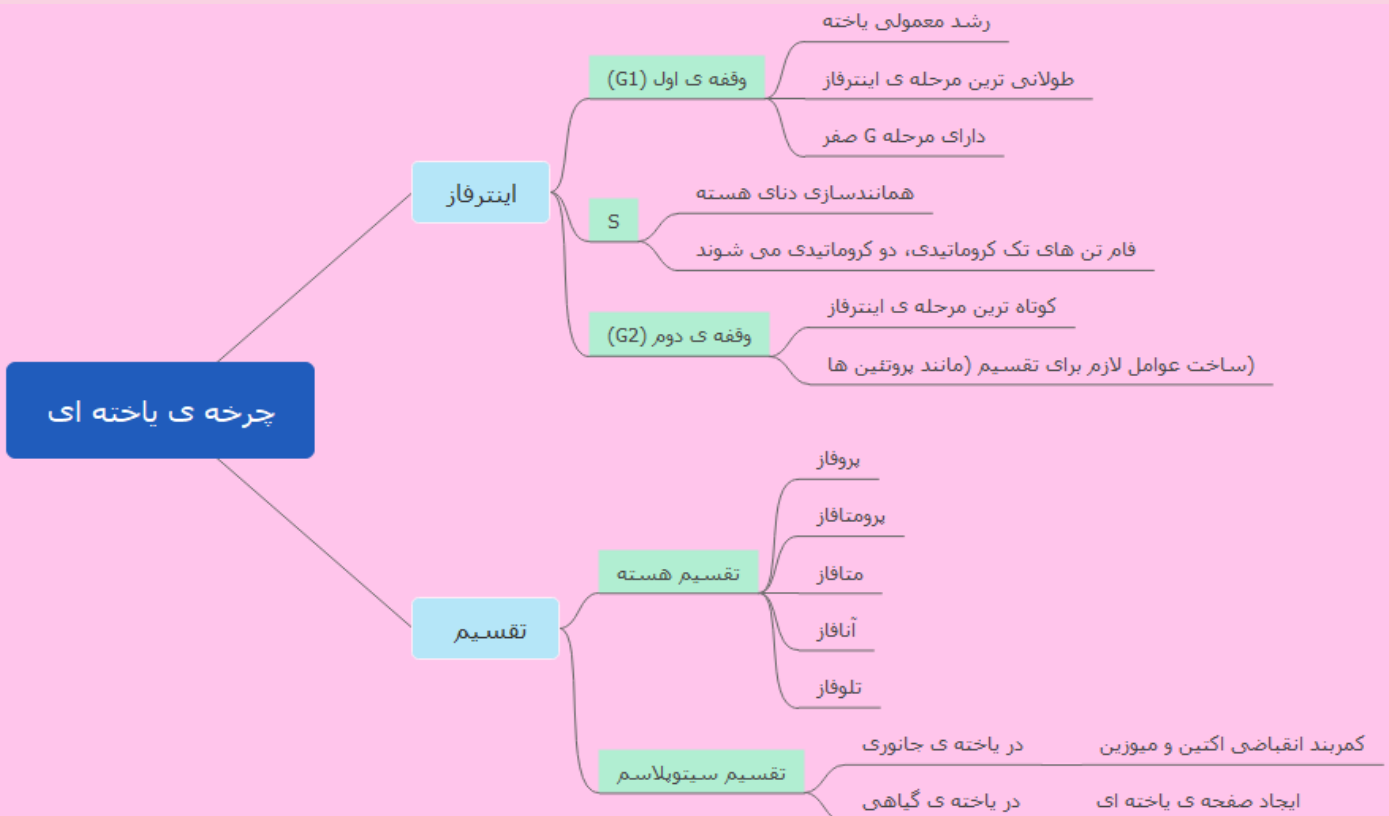 چرخه ی یاخته ای
اینترفاز
وقفه ی اول (G1)
رشد معمولی یاخته
طولانی ترین مرحله ی اینترفاز
دارای مرحله G صفر
S
همانندسازی دنای هسته
فام تن های تک کروماتیدی، دو کروماتیدی می شوند
وقفه ی دوم (G2)
کوتاه ترین مرحله ی اینترفاز
(ساخت عوامل لازم برای تقسیم (مانند پروتئین ها
تقسیم
تقسیم هسته
پروفاز
پرومتافاز
متافاز
آنافاز
تلوفاز
تقسیم سیتوپلاسم
در یاخته ی جانوری
کمربند انقباضی اکتین و میوزین
در یاخته ی گیاهی
ایجاد صفحه ی یاخته ای